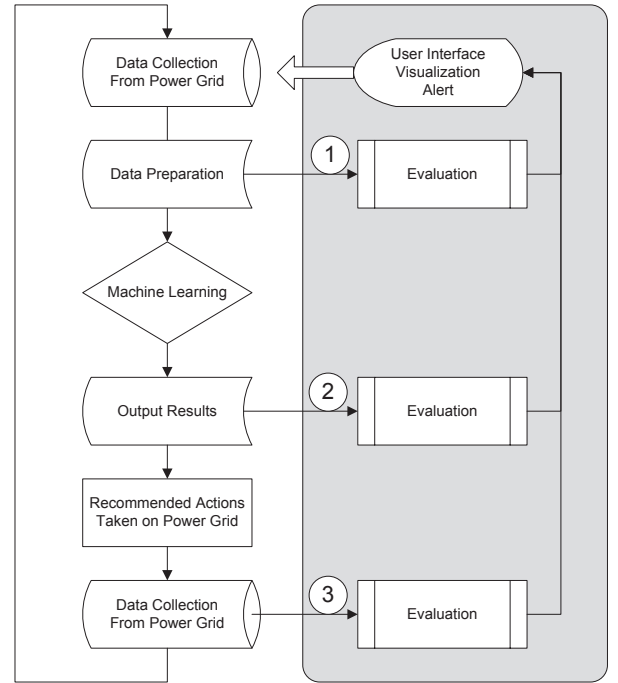 Data Collection
From Power Grid
User Interface
Visualization
Alert
Data Preparation
1
Evaluation
Machine Learning
Output Results
2
Evaluation
Recommended Actions
Taken on Power Grid
Data Collection
From Power Grid
3
Evaluation